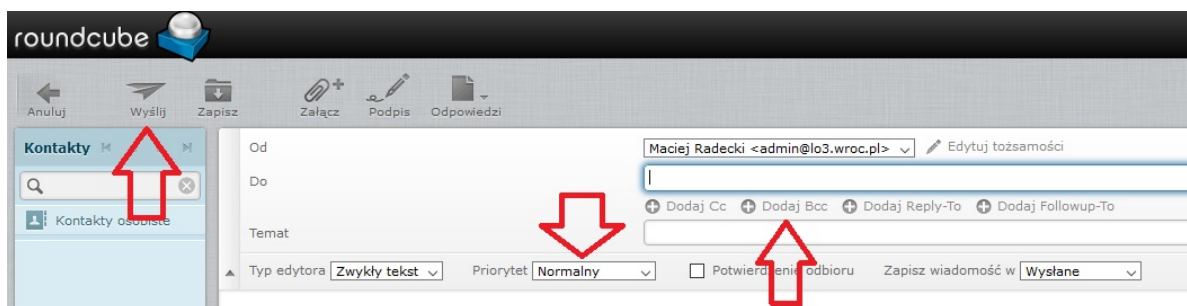 roundcube
Anuluj Wyślij Zapisz Załącz Podpis Odpowiedzi
Kontakty
Kontakty osobiste
Od Maciej Radecki <admin@lo3.wroc.pl> Edytuj tożsamości
Do
Dodaj Cc Dodaj Bcc Dodaj Reply-To Dodaj Followup-To
Temat
Typ edytora Zwykły tekst Priorytet Normalny Potwierdzenie odbioru Zapisz wiadomość w Wysłane